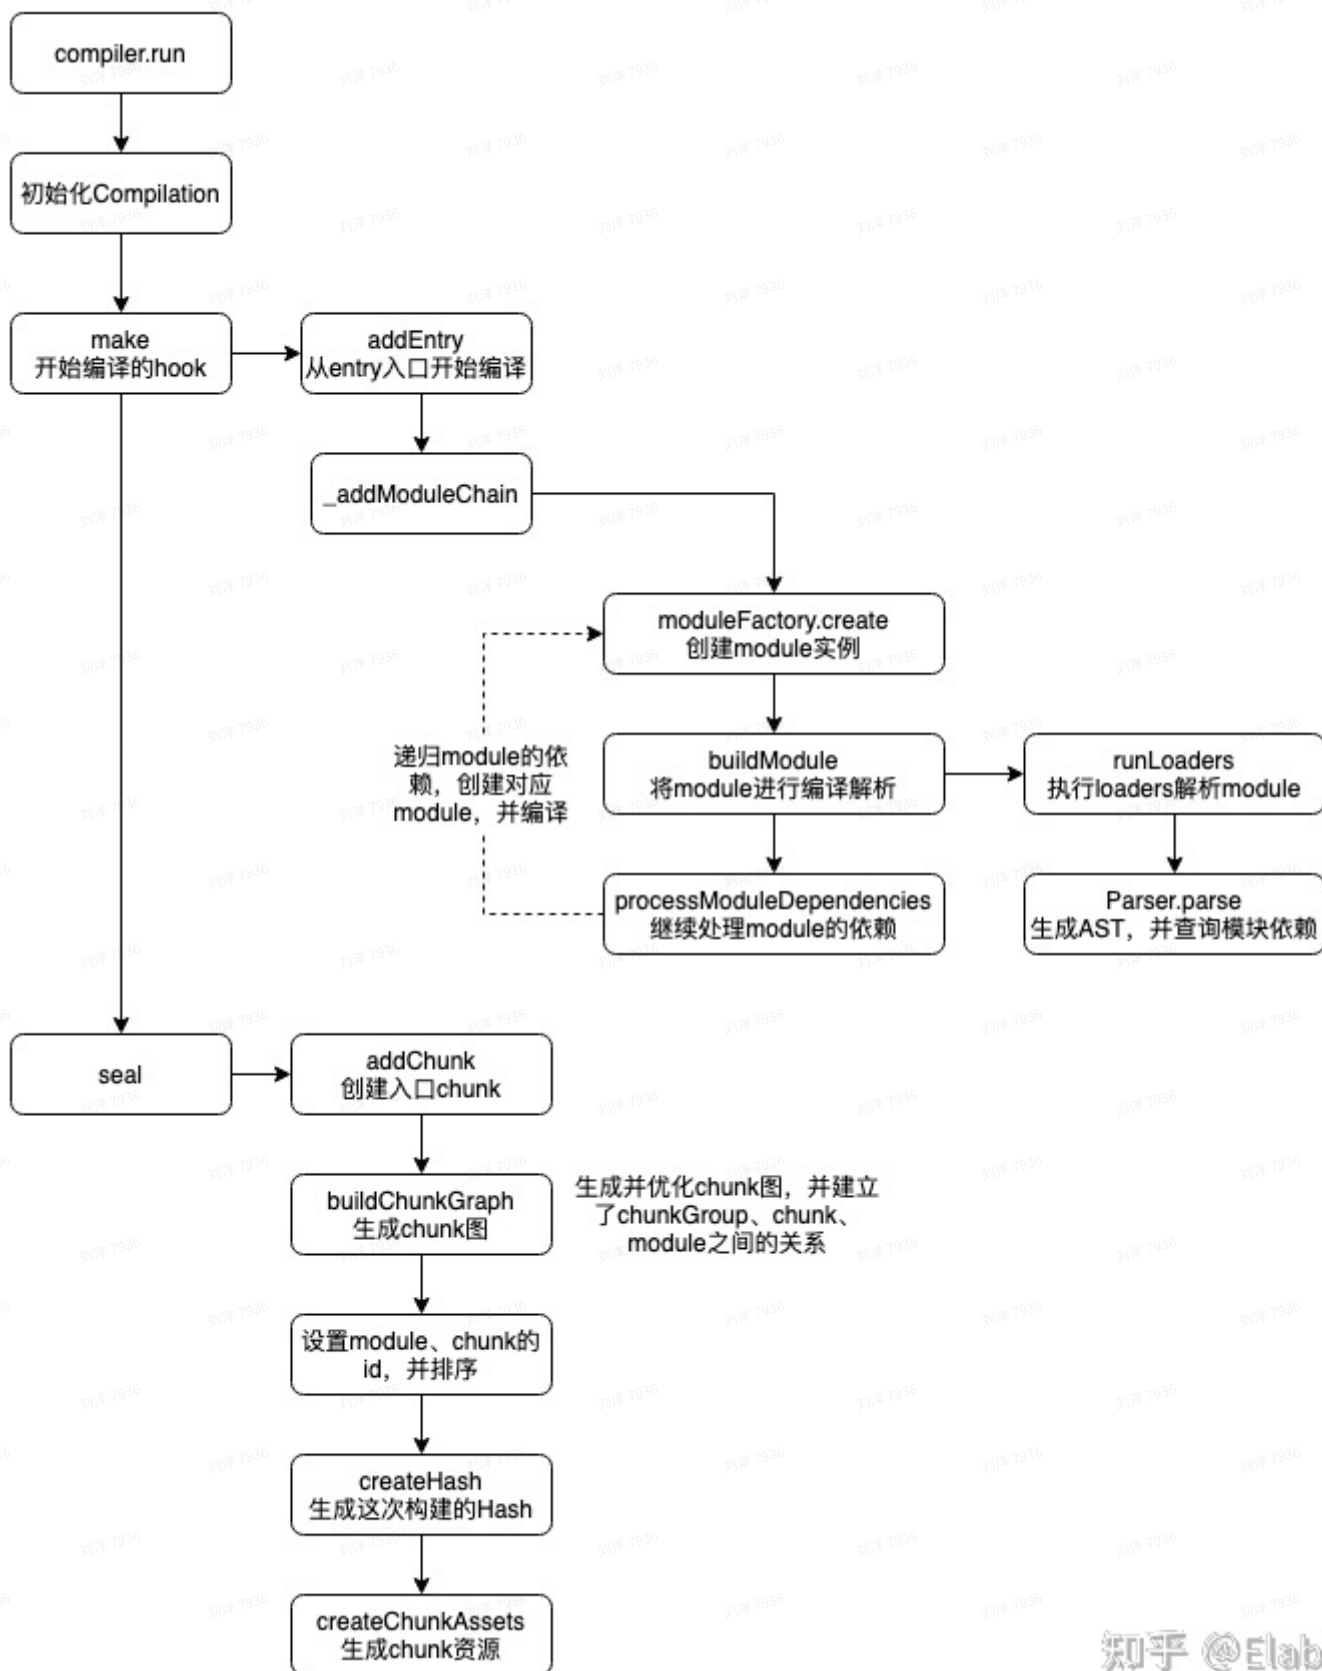 compiler.run
初始化Compilation
make
开始编译的hook
addEntry
从entry入口开始编译
_addModuleChain
moduleFactory.create
创建module实例
递归module的依
赖，创建对应
module，并编译
buildModule
将module进行编译解析
runLoaders
执行loaders解析module
processModuleDependencies
继续处理module的依赖
Parser.parse
生成AST，并查询模块依赖
seal
addChunk
创建入口chunk
buildChunkGraph
生成chunk图
生成并优化chunk图，并建立
了chunkGroup、chunk、
module之间的关系
设置module、chunk的
id，并排序
createHash
生成这次构建的Hash
createChunkAssets
生成chunk资源
知乎 @Elab
刘洋 7936